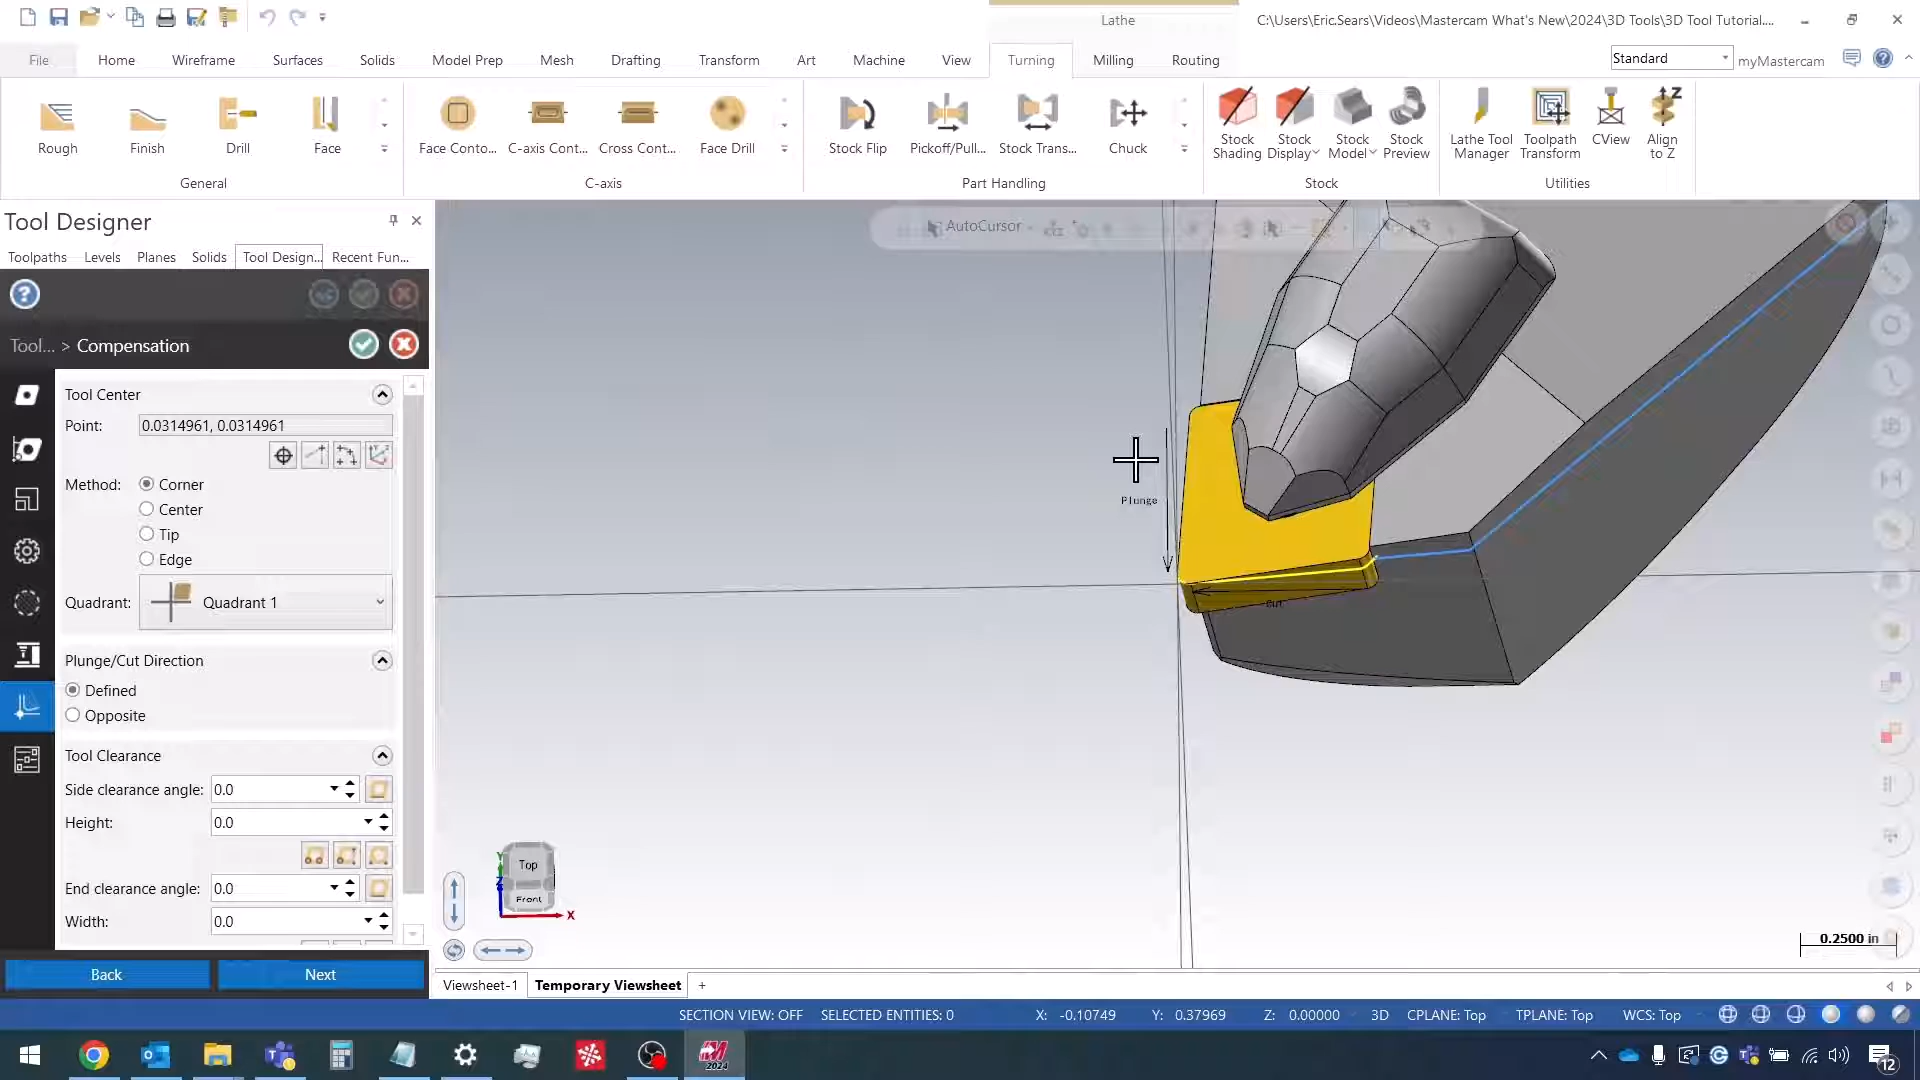 Lathe
C:\Users\Eric.Sears\Videos\Mastercam What's New\2024\3D Tools\3D Tool Tutorial....
File Home Wireframe Surfaces Solids Model Prep Mesh Drafting Transform Art Machine View Turning Milling Routing
Standard
myMastercam
Rough Finish Drill Face
General
Face Conto... C-axis Cont... Cross Cont... Face Drill
C-axis
Stock Flip Pickoff/Pull... Stock Trans... Chuck
Part Handling
Stock Shading Stock Display Stock Model Stock Preview
Stock
Lathe Tool Manager Toolpath Transform CView Align to Z
Utilities
Tool Designer
Toolpaths Levels Planes Solids Tool Design... Recent Fun...
AutoCursor
Tool... > Compensation
Tool Center
Point: 0.0314961, 0.0314961
Method: Corner
Center
Tip
Edge
Quadrant: Quadrant 1
Plunge/Cut Direction
Defined
Opposite
Tool Clearance
Side clearance angle: 0.0
Height: 0.0
End clearance angle: 0.0
Width: 0.0
Back Next
Plunge
Cut
Top
Front
Y
Z
X
0.2500 in
Viewsheet-1 Temporary Viewsheet +
SECTION VIEW: OFF SELECTED ENTITIES: 0 X: -0.10749 Y: 0.37969 Z: 0.00000 3D CPLANE: Top TPLANE: Top WCS: Top
2024
12